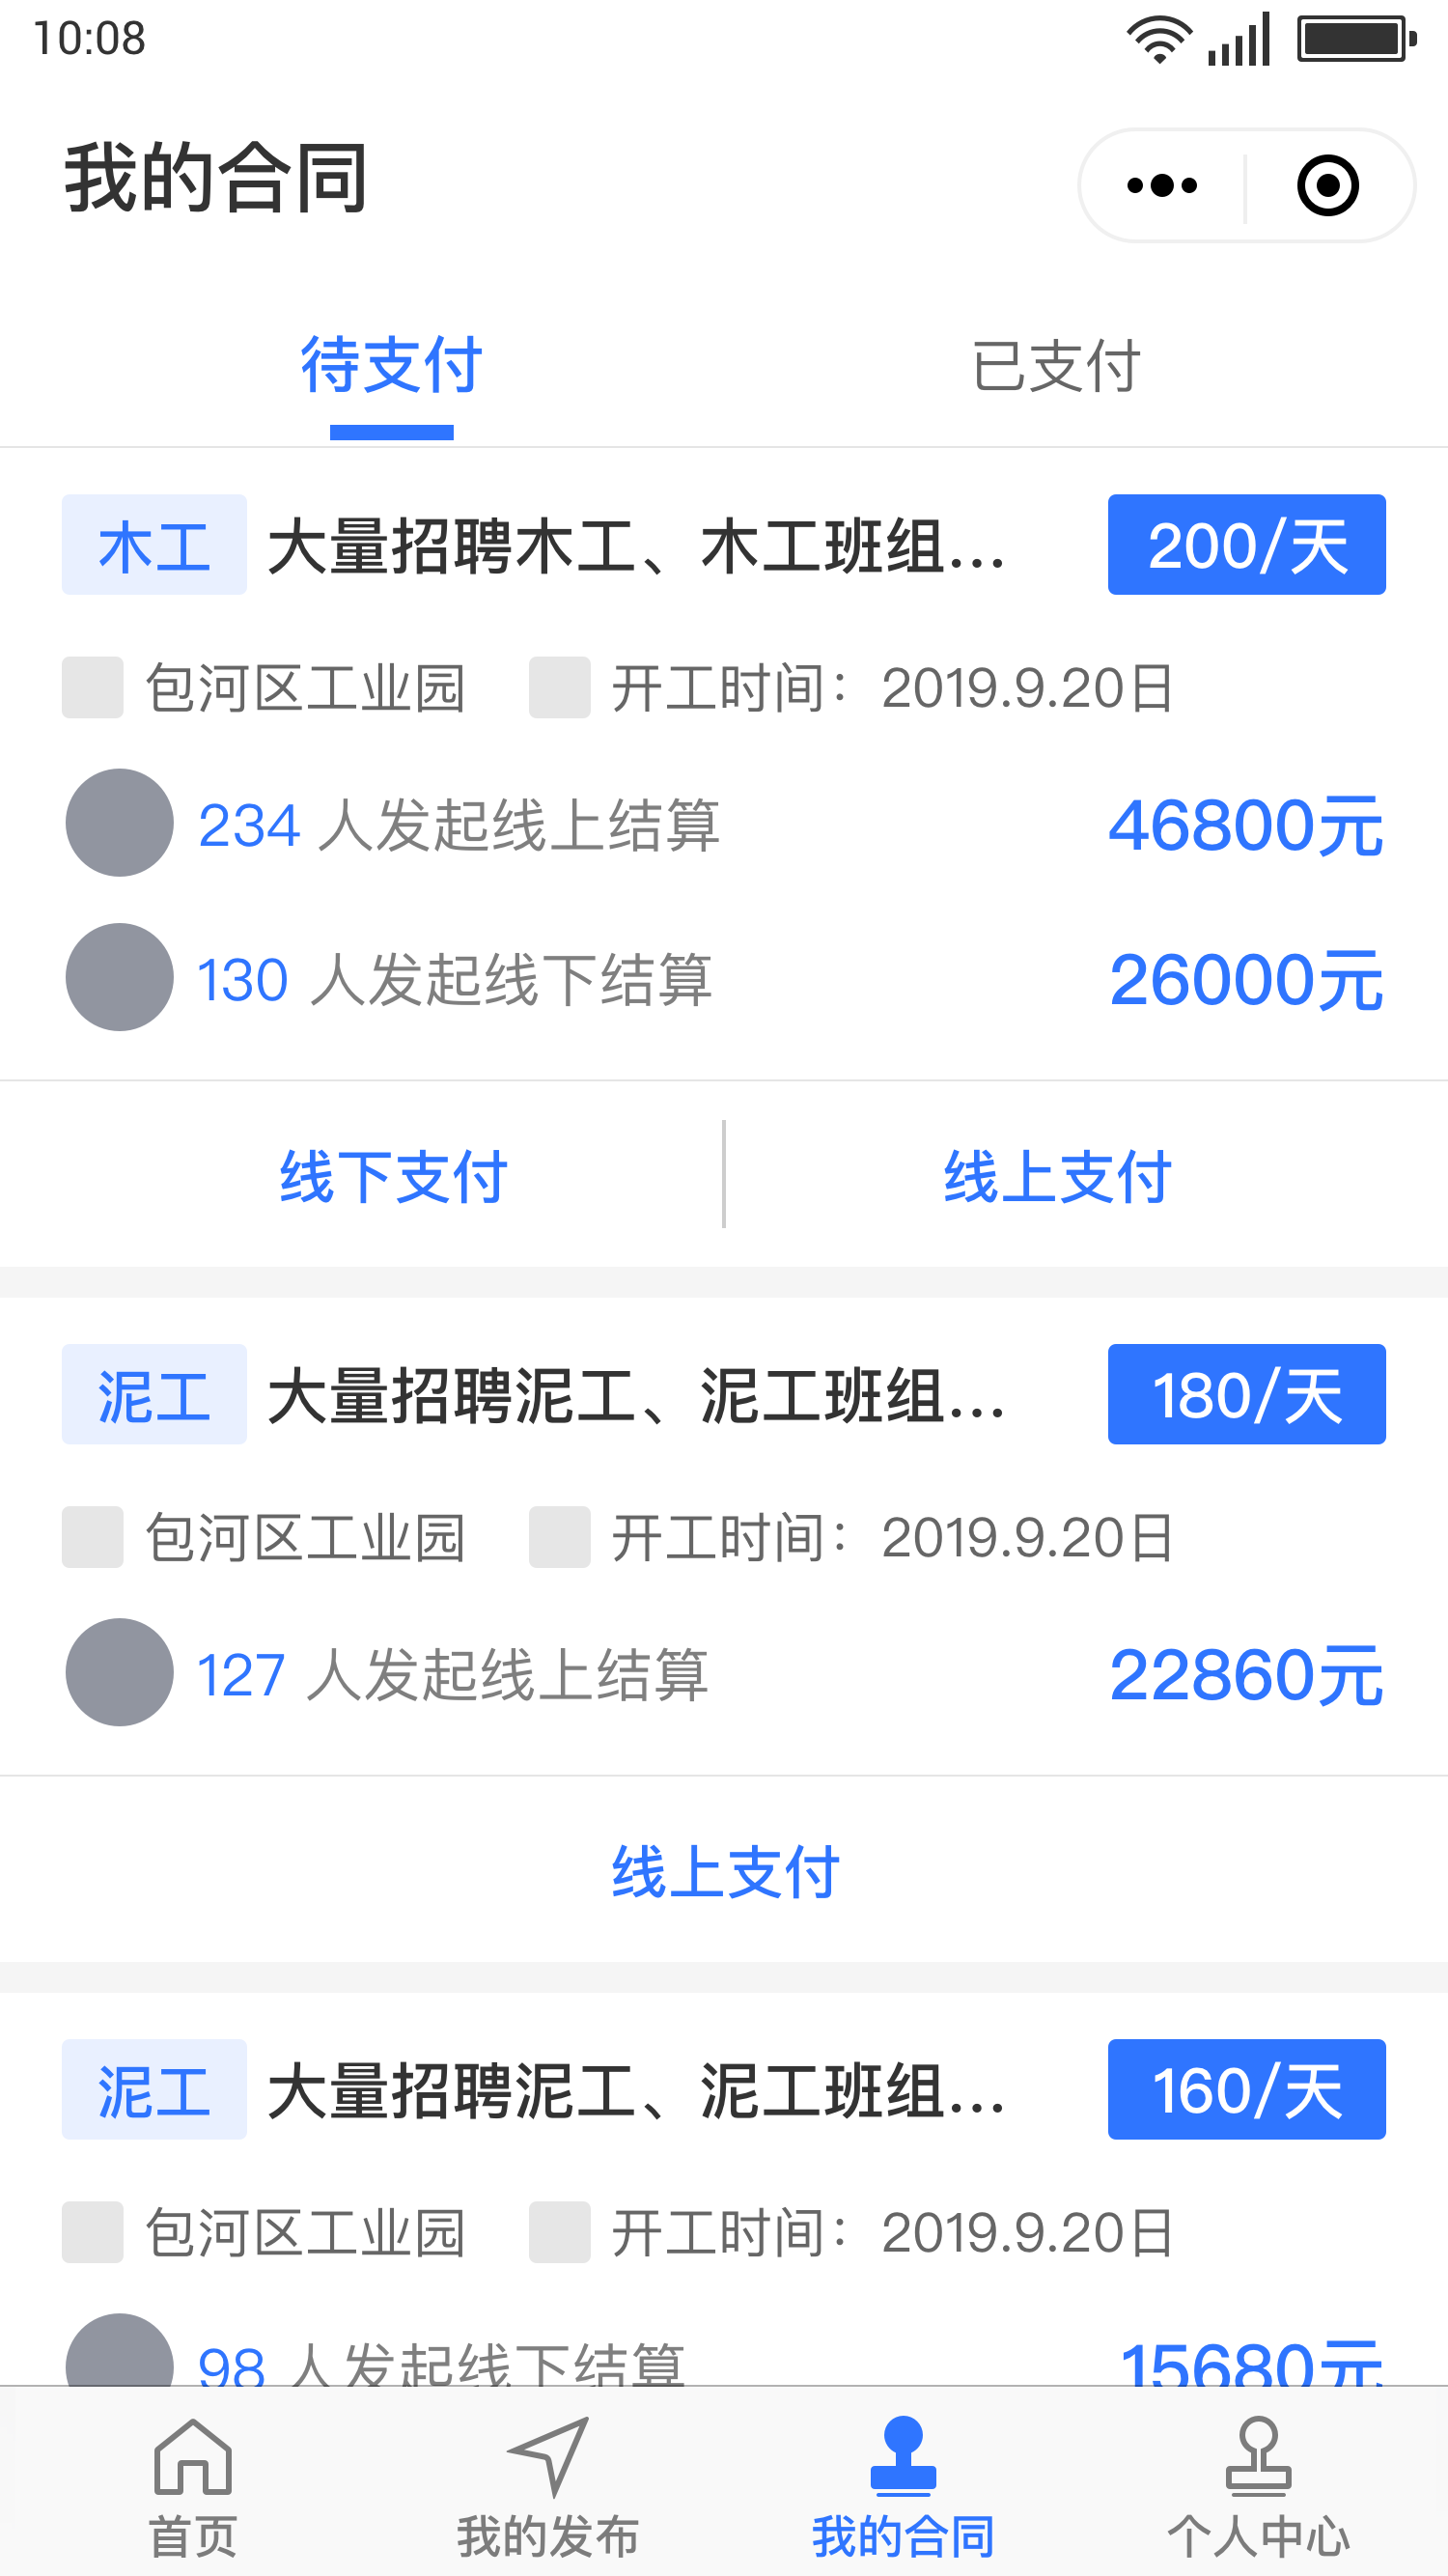 10:08
我的合同
待支付 已支付
木工 大量招聘木工、木工班组... 200/天
包河区工业园 开工时间：2019.9.20日
234 人发起线上结算 46800元
130 人发起线下结算 26000元
线下支付 线上支付
泥工 大量招聘泥工、泥工班组... 180/天
包河区工业园 开工时间：2019.9.20日
127 人发起线上结算 22860元
线上支付
泥工 大量招聘泥工、泥工班组... 160/天
包河区工业园 开工时间：2019.9.20日
98 人发起线下结算 15680元
首页 我的发布 我的合同 个人中心